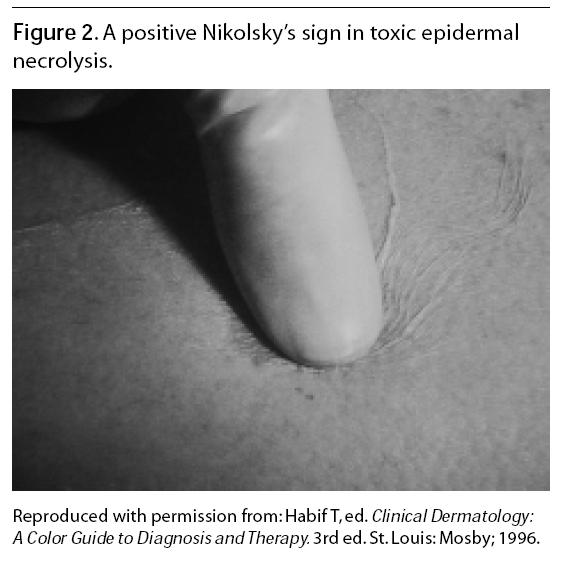 Figure 2. A positive Nikolsky’s sign in toxic epidermal
necrolysis.
Reproduced with permission from: Habif T, ed. Clinical Dermatology:
A Color Guide to Diagnosis and Therapy. 3rd ed. St. Louis: Mosby; 1996.